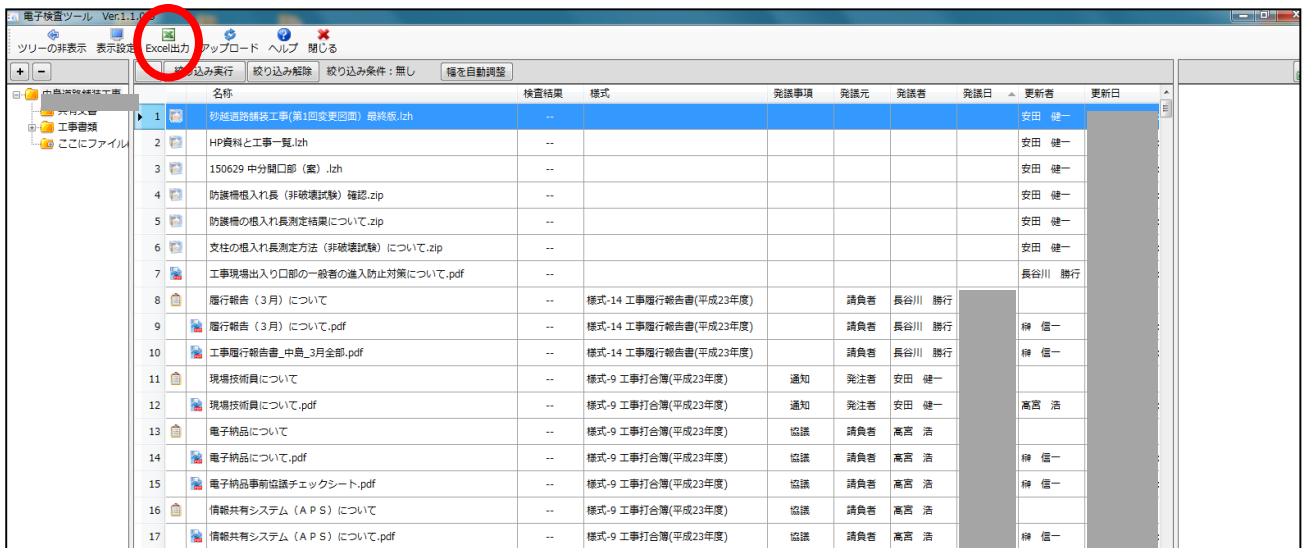 電子検査ツール Ver.1.1.0
ツリーの非表示 表示設定 Excel出力 アップロード ヘルプ 閉じる
+ - 絞り込み実行 絞り込み解除 絞り込み条件：無し 幅を自動調整
名称 検査結果 様式 発議事項 発議元 発議者 発議日 更新者 更新日
工事書類
ここにファイル
1 砂越道路舗装工事(第1回変更図面）最終版.lzh -- 安田 健一
2 HP資料と工事一覧.lzh -- 安田 健一
3 150629 中分開口部（案）.lzh -- 安田 健一
4 防護柵根入れ長（非破壊試験）確認.zip -- 安田 健一
5 防護柵の根入れ長測定結果について.zip -- 安田 健一
6 支柱の根入れ長測定方法（非破壊試験）について.zip -- 安田 健一
7 工事現場出入り口部の一般者の進入防止対策について.pdf -- 長谷川 勝行
8 履行報告（３月）について -- 様式-14 工事履行報告書(平成23年度) 請負者 長谷川 勝行
9 履行報告（３月）について.pdf -- 様式-14 工事履行報告書(平成23年度) 請負者 長谷川 勝行 榊 信一
10 工事履行報告書_中島_3月全部.pdf -- 様式-14 工事履行報告書(平成23年度) 請負者 長谷川 勝行 榊 信一
11 現場技術員について -- 様式-9 工事打合簿(平成23年度) 通知 発注者 安田 健一
12 現場技術員について.pdf -- 様式-9 工事打合簿(平成23年度) 通知 発注者 安田 健一 高宮 浩
13 電子納品について -- 様式-9 工事打合簿(平成23年度) 協議 請負者 高宮 浩
14 電子納品について.pdf -- 様式-9 工事打合簿(平成23年度) 協議 請負者 高宮 浩 榊 信一
15 電子納品事前協議チェックシート.pdf -- 様式-9 工事打合簿(平成23年度) 協議 請負者 高宮 浩 榊 信一
16 情報共有システム（ＡＰＳ）について -- 様式-9 工事打合簿(平成23年度) 協議 請負者 高宮 浩
17 情報共有システム（ＡＰＳ）について.pdf -- 様式-9 工事打合簿(平成23年度) 協議 請負者 高宮 浩 榊 信一